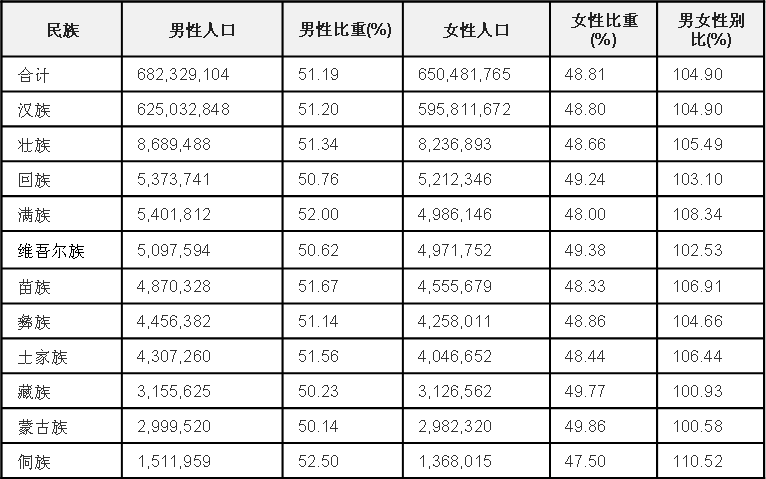 民族 男性人口 男性比重(%) 女性人口 女性比重(%) 男女性别比(%)
合计 682,329,104 51.19 650,481,765 48.81 104.90
汉族 625,032,848 51.20 595,811,672 48.80 104.90
壮族 8,689,488 51.34 8,236,893 48.66 105.49
回族 5,373,741 50.76 5,212,346 49.24 103.10
满族 5,401,812 52.00 4,986,146 48.00 108.34
维吾尔族 5,097,594 50.62 4,971,752 49.38 102.53
苗族 4,870,328 51.67 4,555,679 48.33 106.91
彝族 4,456,382 51.14 4,258,011 48.86 104.66
土家族 4,307,260 51.56 4,046,652 48.44 106.44
藏族 3,155,625 50.23 3,126,562 49.77 100.93
蒙古族 2,999,520 50.14 2,982,320 49.86 100.58
侗族 1,511,959 52.50 1,368,015 47.50 110.52